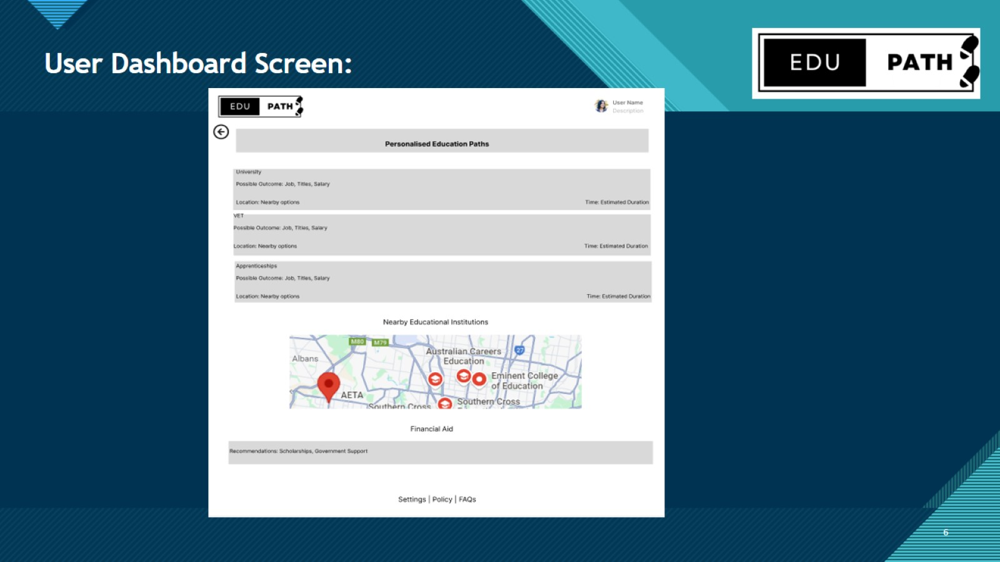 User Dashboard Screen:
EDU PATH
EDU PATH
User Name
Description
Personalised Education Paths
University
Possible Outcome: Job, Titles, Salary
Location: Nearby options
Time: Estimated Duration
VET
Possible Outcome: Job, Titles, Salary
Location: Nearby options
Time: Estimated Duration
Apprenticeships
Possible Outcome: Job, Titles, Salary
Location: Nearby options
Time: Estimated Duration
Nearby Educational Institutions
M80
M79
Albans
Australian Careers
Education
27
Eminent College
of Education
AETA
Southern Cross
Southern Cross
Financial Aid
Recommendations: Scholarships, Government Support
Settings | Policy | FAQs
6